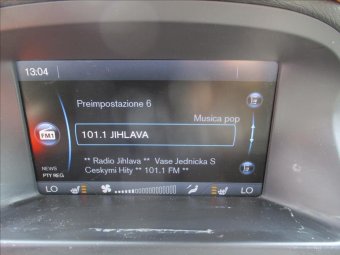 13:04
Preimpostazione 6
Musica pop
FM1
101.1 JIHLAVA
** Radio Jihlava ** Vase Jednicka S
Ceskymi Hity ** 101.1 FM **
NEWS
PTY REG
LO
LO